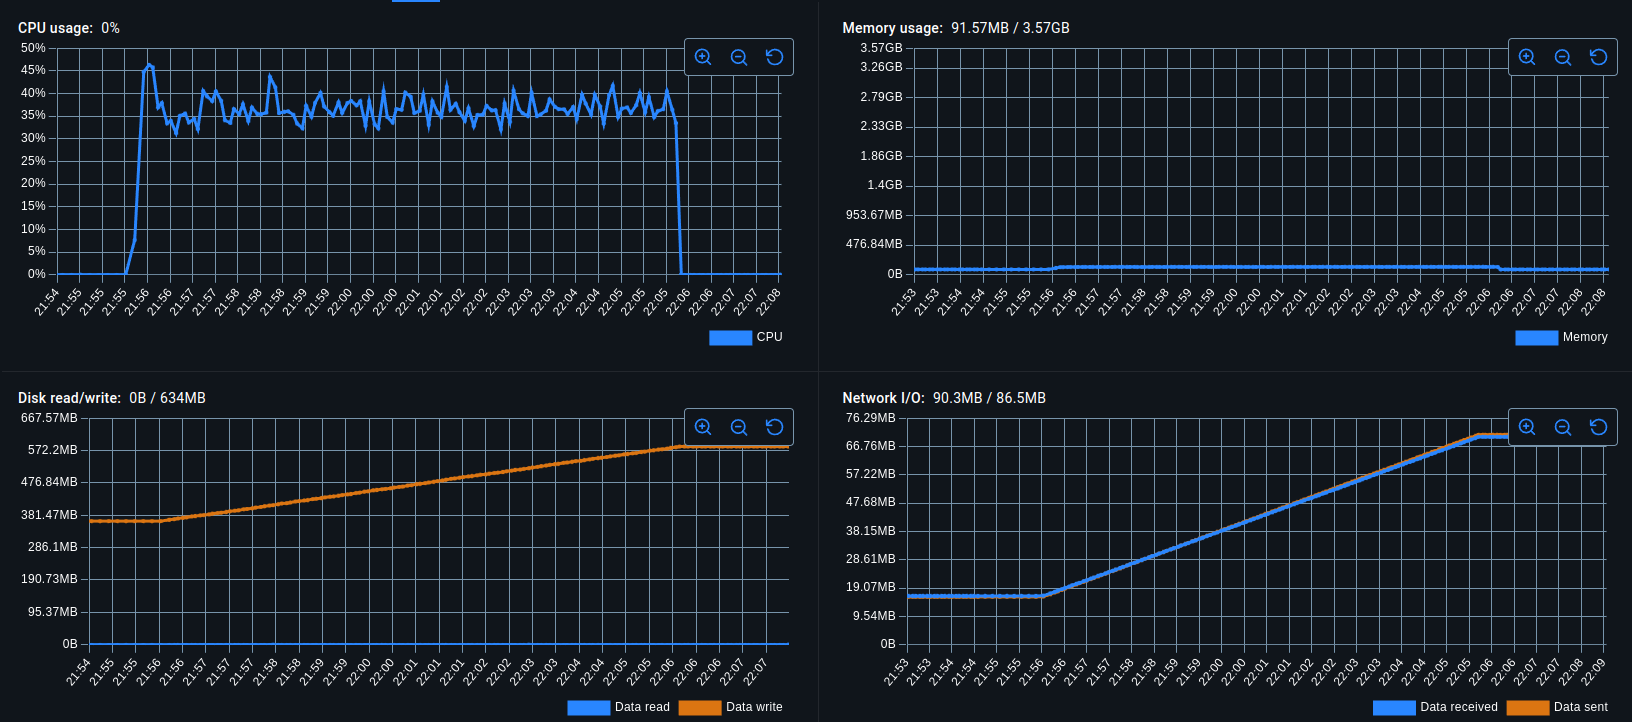 CPU usage: 0%
50%
45%
40%
35%
30%
25%
20%
15%
10%
5%
0%
21:54 21:55 21:55 21:55 21:56 21:56 21:57 21:57 21:58 21:58 21:58 21:59 21:59 22:00 22:00 22:00 22:01 22:01 22:02 22:02 22:03 22:03 22:03 22:04 22:04 22:05 22:05 22:05 22:06 22:06 22:07 22:07 22:08
CPU
Memory usage: 91.57MB / 3.57GB
3.57GB
3.26GB
2.79GB
2.33GB
1.86GB
1.4GB
953.67MB
476.84MB
0B
21:53 21:53 21:54 21:54 21:55 21:55 21:56 21:56 21:57 21:57 21:58 21:58 21:59 21:59 22:00 22:00 22:01 22:01 22:02 22:02 22:03 22:03 22:04 22:05 22:05 22:06 22:06 22:07 22:07 22:08 22:08
Memory
Disk read/write: 0B / 634MB
667.57MB
572.2MB
476.84MB
381.47MB
286.1MB
190.73MB
95.37MB
0B
21:54 21:55 21:55 21:56 21:56 21:57 21:57 21:58 21:58 21:58 21:59 21:59 22:00 22:00 22:01 22:01 22:01 22:02 22:02 22:03 22:03 22:04 22:04 22:05 22:05 22:06 22:06 22:06 22:07 22:07
Data read Data write
Network I/O: 90.3MB / 86.5MB
76.29MB
66.76MB
57.22MB
47.68MB
38.15MB
28.61MB
19.07MB
9.54MB
0B
21:53 21:53 21:54 21:54 21:55 21:55 21:56 21:56 21:57 21:57 21:58 21:58 21:59 21:59 22:00 22:00 22:01 22:01 22:02 22:02 22:03 22:03 22:04 22:04 22:05 22:05 22:06 22:06 22:07 22:07 22:08 22:09
Data received Data sent